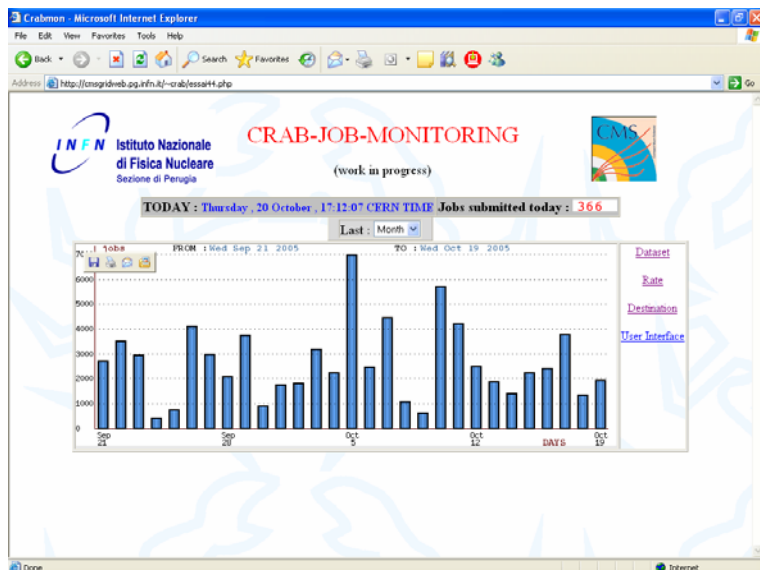 Crabmon - Microsoft Internet Explorer
File Edit View Favorites Tools Help
Back Search Favorites
Address http://cmsgridweb.pg.infn.it/~crab/essai44.php Go
INFN Istituto Nazionale
di Fisica Nucleare
Sezione di Perugia
CRAB-JOB-MONITORING
(work in progress)
CMS
TODAY : Thursday , 20 October , 17:12:07 CERN TIME Jobs submitted today : 366
Last : Month
jobs FROM :Wed Sep 21 2005 TO :Wed Oct 19 2005
6000
5000
4000
3000
2000
1000
0
Sep 21 Sep 28 Oct 5 Oct 12 DAYS Oct 19
Dataset
Rate
Destination
User Interface
Done Internet